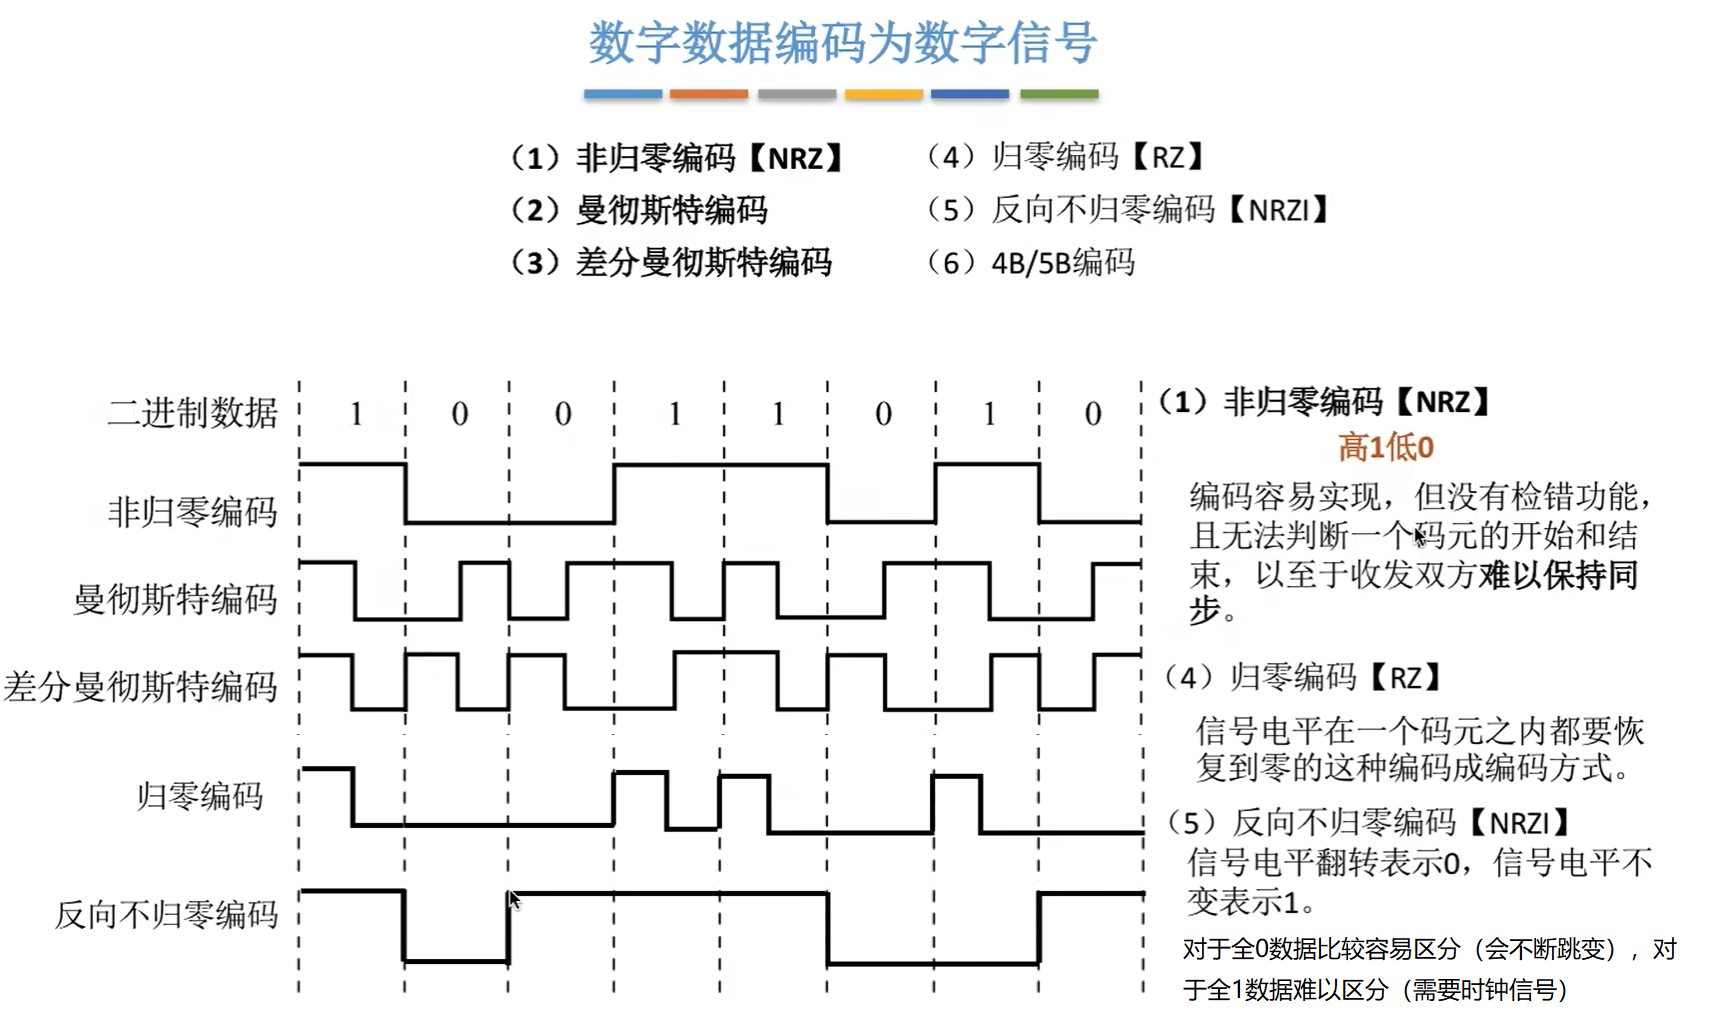 数字数据编码为数字信号
（1）非归零编码【NRZ】
（2）曼彻斯特编码
（3）差分曼彻斯特编码
（4）归零编码【RZ】
（5）反向不归零编码【NRZI】
（6）4B/5B编码
二进制数据 1 0 0 1 1 0 1 0
非归零编码
曼彻斯特编码
差分曼彻斯特编码
归零编码
反向不归零编码
（1）非归零编码【NRZ】
高1低0
编码容易实现，但没有检错功能，
且无法判断一个码元的开始和结
束，以至于收发双方难以保持同
步。
（4）归零编码【RZ】
信号电平在一个码元之内都要恢
复到零的这种编码成编码方式。
（5）反向不归零编码【NRZI】
信号电平翻转表示0，信号电平不
变表示1。
对于全0数据比较容易区分（会不断跳变），对
于全1数据难以区分（需要时钟信号）